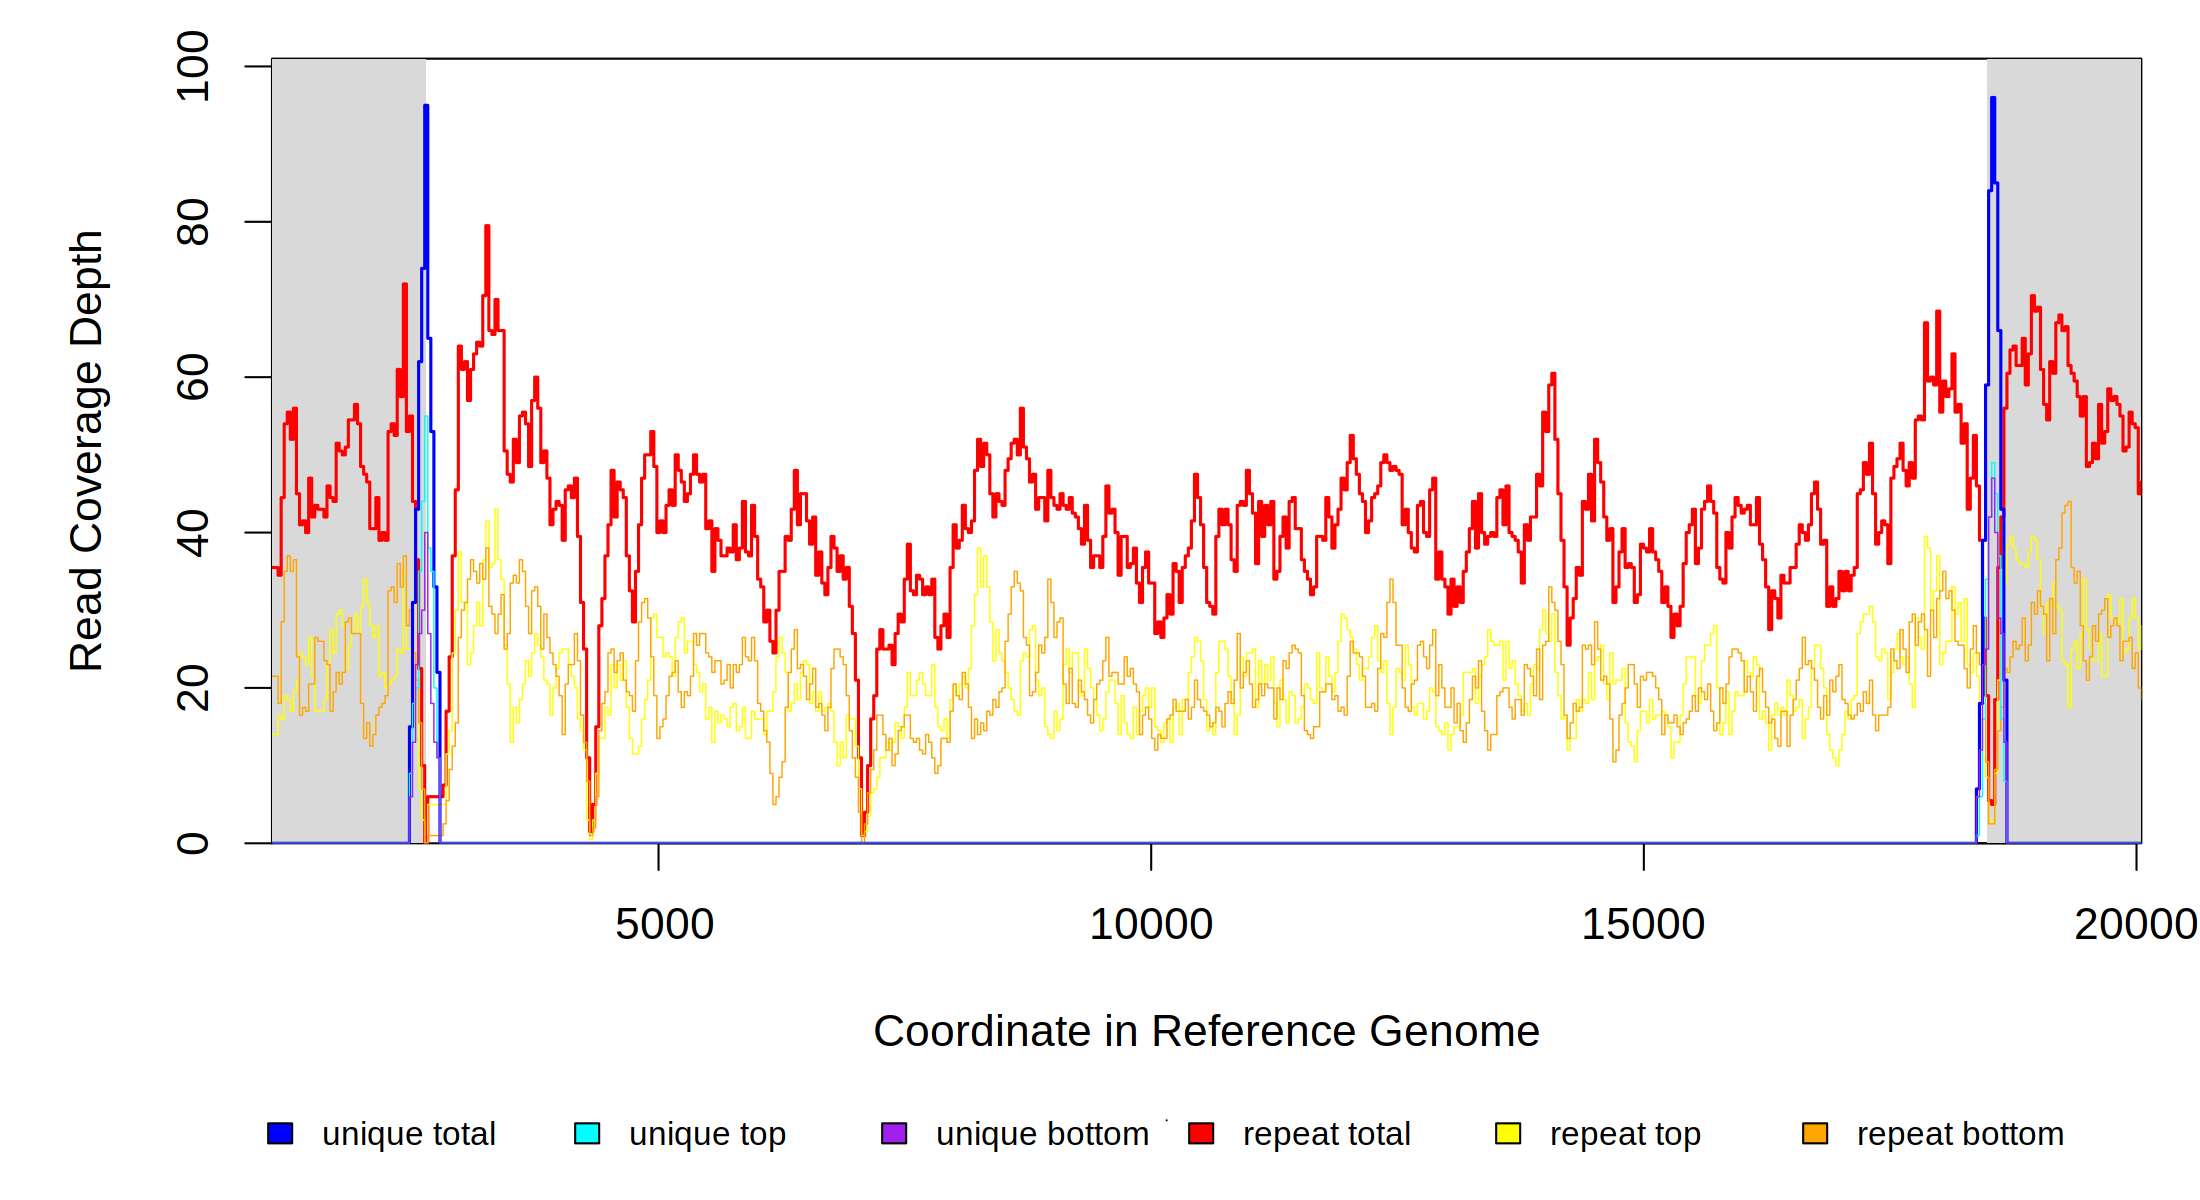 100
80
60
40
20
0
Read Coverage Depth
5000 10000 15000 20000
Coordinate in Reference Genome
unique total unique top unique bottom repeat total repeat top repeat bottom